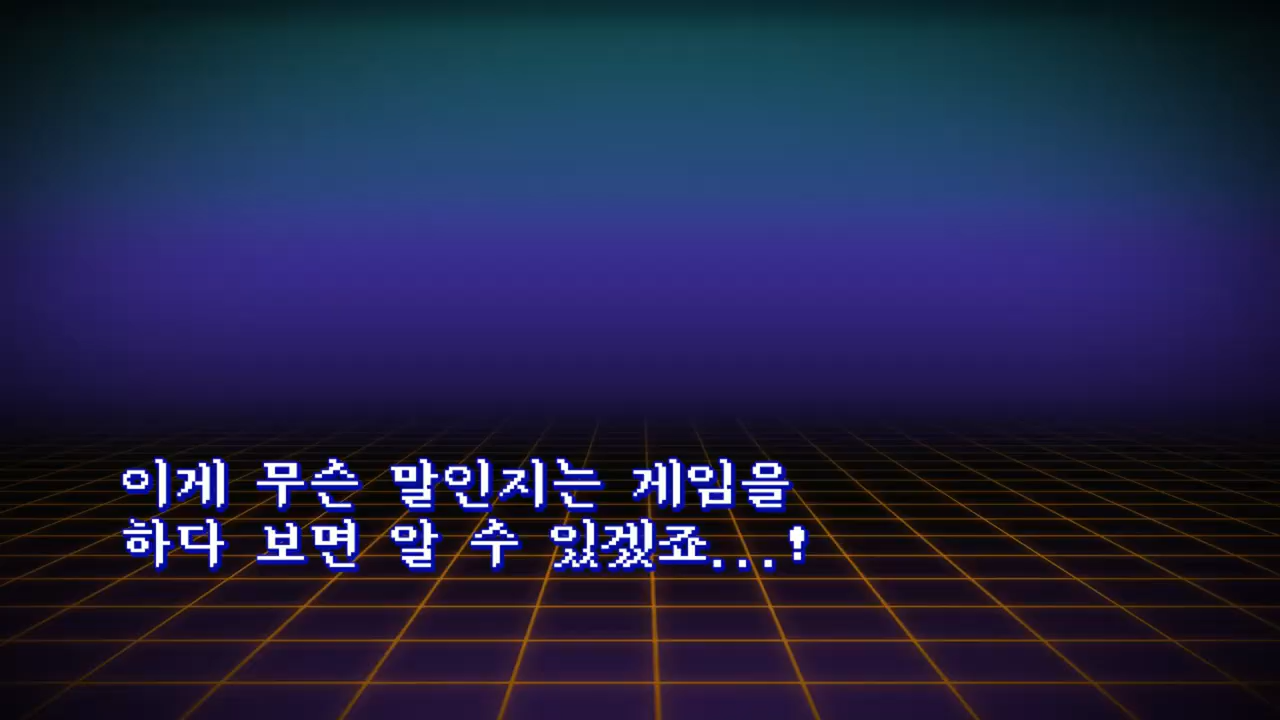 이게 무슨 말인지는 게임을
하다 보면 알 수 있겠죠...!